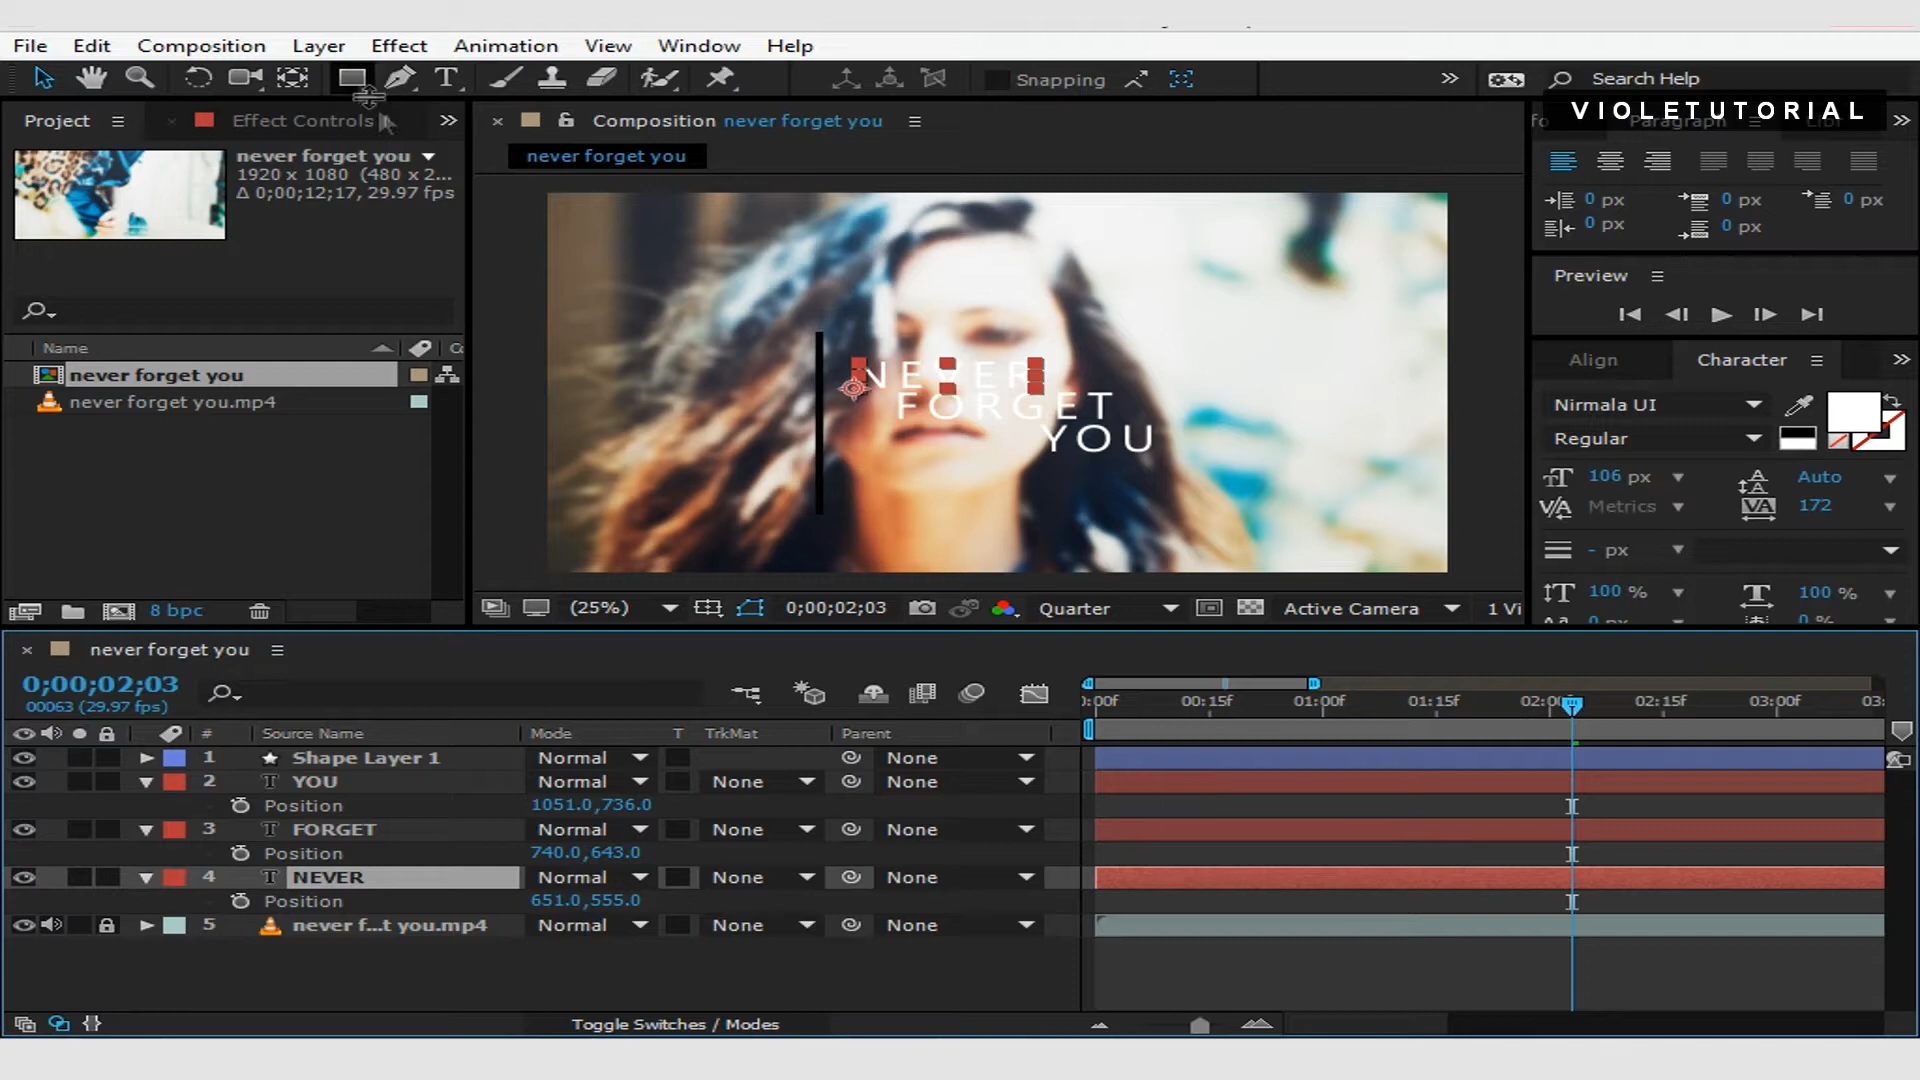 File Edit Composition Layer Effect Animation View Window Help
Snapping Search Help
VIOLETUTORIAL
Project Effect Controls Composition never forget you Paragraph
never forget you
1920 x 1080 (480 x 2...
Δ 0;00;12;17, 29.97 fps
never forget you
0 px 0 px 0 px
0 px 0 px
Preview
Name
never forget you
never forget you.mp4
NEVER
FORGET
YOU
Align Character
Nirmala UI
Regular
106 px Auto
Metrics 172
- px
100 % 100 %
8 bpc
(25%) 0;00;02;03 Quarter Active Camera 1 Vi
never forget you
0;00;02;03
00063 (29.97 fps)
):00f 00:15f 01:00f 01:15f 02:0 02:15f 03:00f 03:
# Source Name Mode T TrkMat Parent
1 Shape Layer 1 Normal None
2 YOU Normal None None
Position 1051.0,736.0
3 FORGET Normal None None
Position 740.0,643.0
4 NEVER Normal None None
Position 651.0,555.0
5 never f...t you.mp4 Normal None None
Toggle Switches / Modes